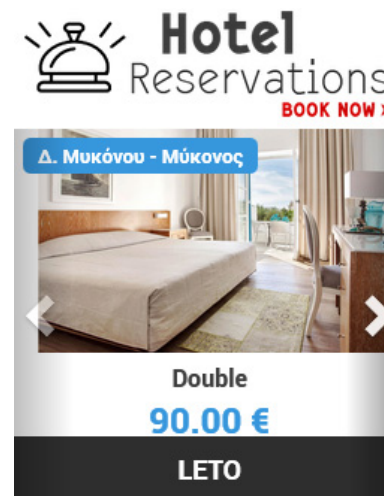 Hotel
Reservations
BOOK NOW
Δ. Μυκόνου - Μύκονος
Double
90.00 €
LETO